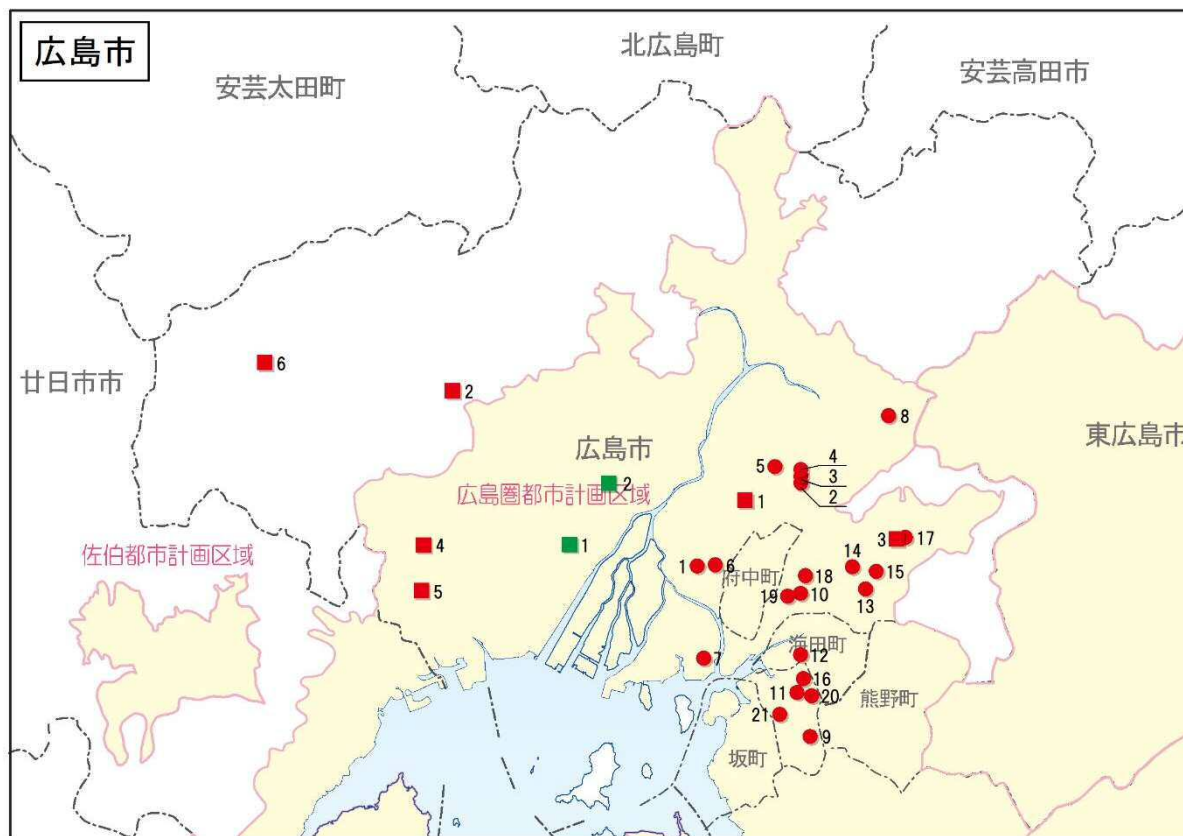 広島市
北広島町
安芸高田市
安芸太田町
6
2
廿日市市
8
東広島市
広島市
5
4
3
2
2
広島圏都市計画区域
1
佐伯都市計画区域
4
1
3
17
5
1
6
府中町
14
15
18
19
10
13
海田町
12
7
16
11
20
熊野町
21
9
坂町